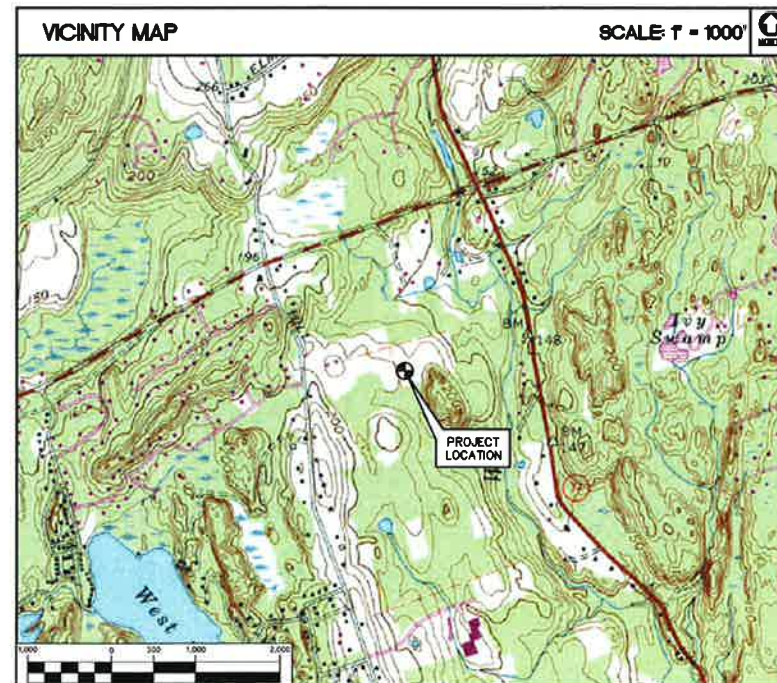 VICINITY MAP
SCALE: 1" = 1000'
266
ELM
200
196
BM
148
Ivy
Swamp
PROJECT
LOCATION
BM
147
West
1,000 0 500 1,000 2,000